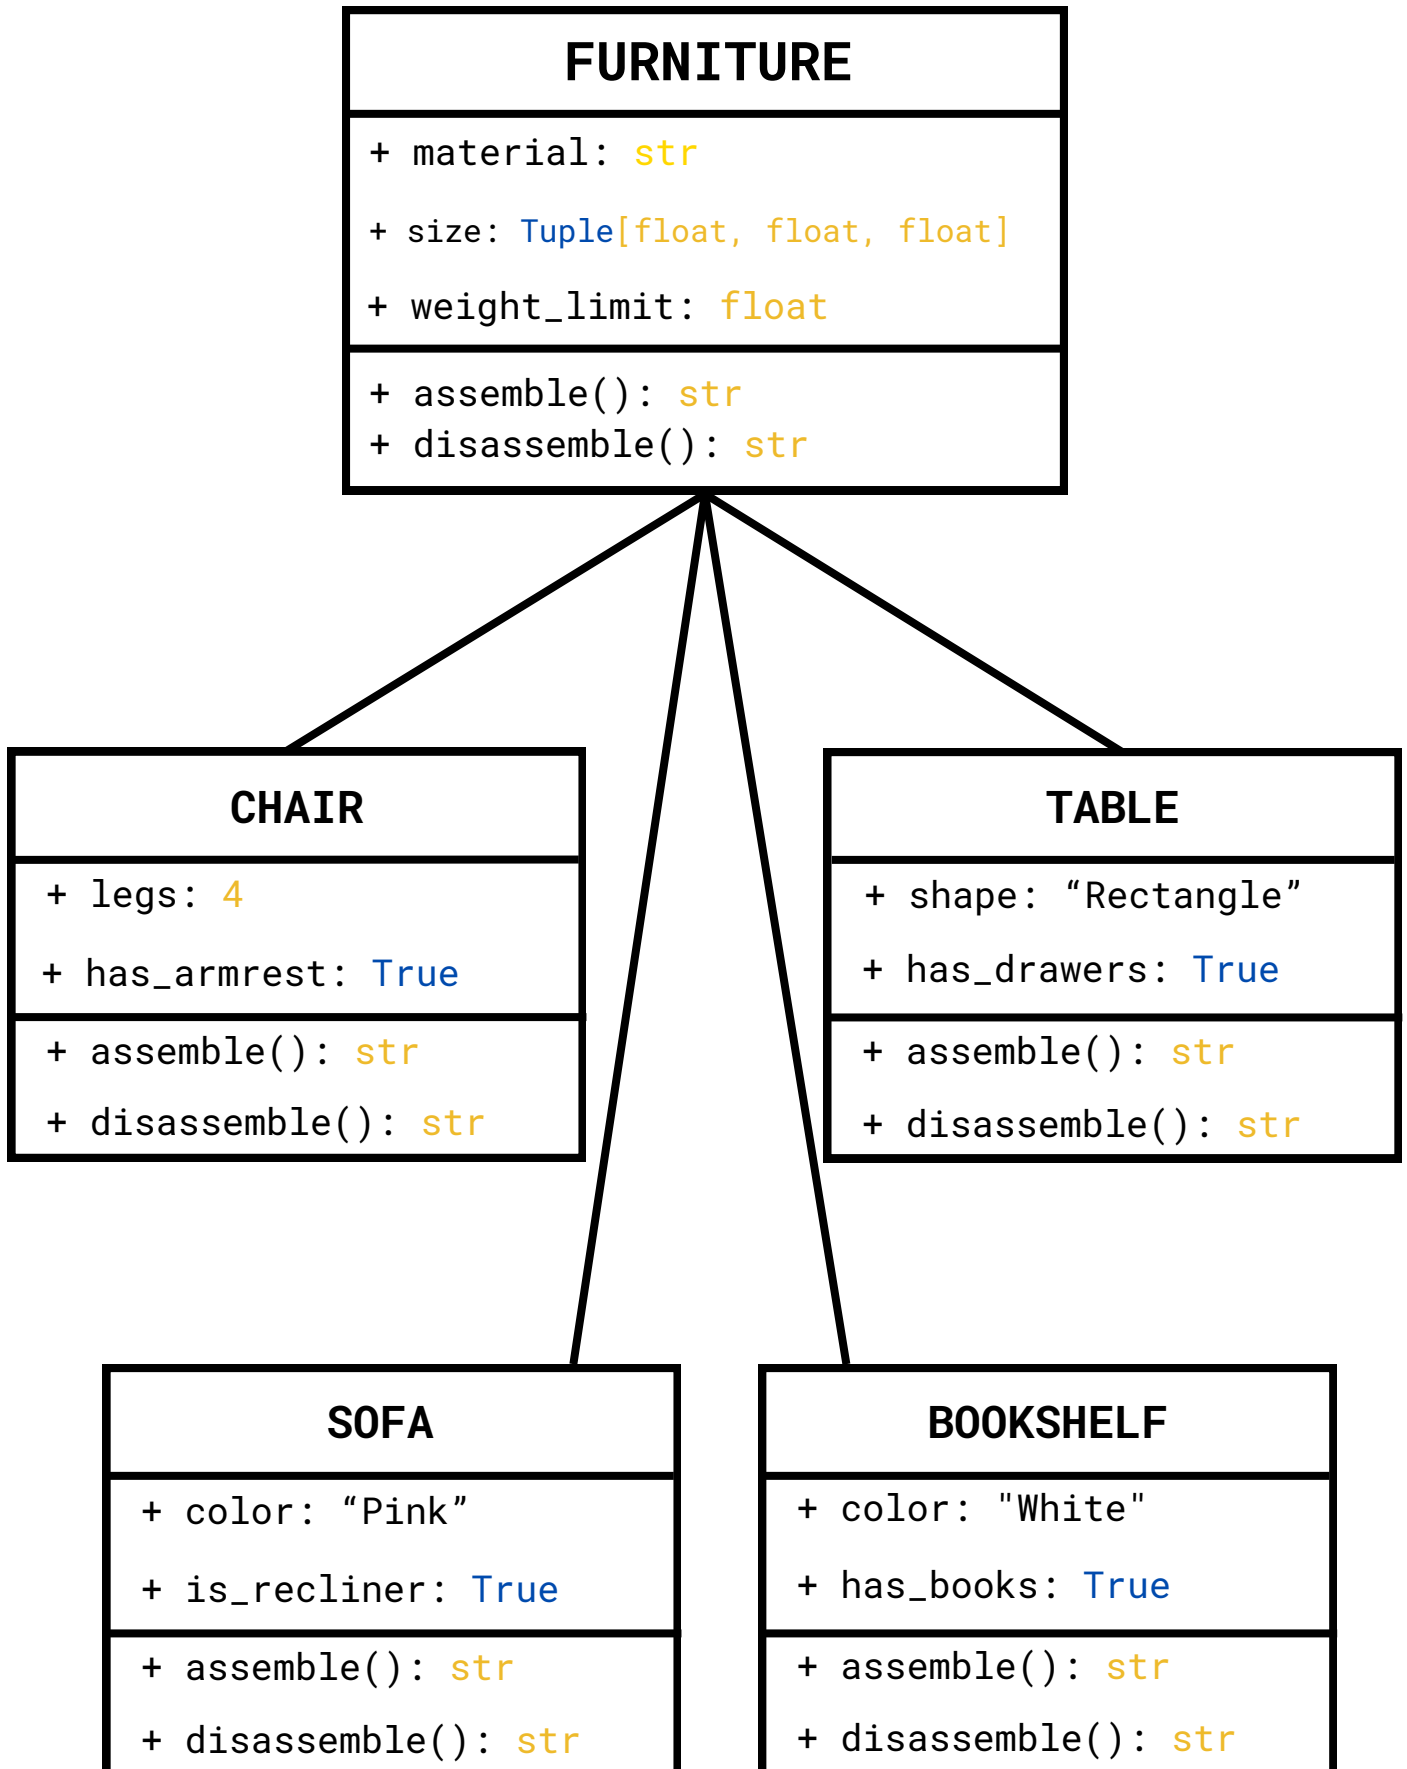 FURNITURE
+ material: str
+ size: Tuple[float, float, float]
+ weight_limit: float
+ assemble(): str
+ disassemble(): str
CHAIR
+ legs: 4
+ has_armrest: True
+ assemble(): str
+ disassemble(): str
TABLE
+ shape: “Rectangle”
+ has_drawers: True
+ assemble(): str
+ disassemble(): str
SOFA
+ color: “Pink”
+ is_recliner: True
+ assemble(): str
+ disassemble(): str
BOOKSHELF
+ color: "White"
+ has_books: True
+ assemble(): str
+ disassemble(): str